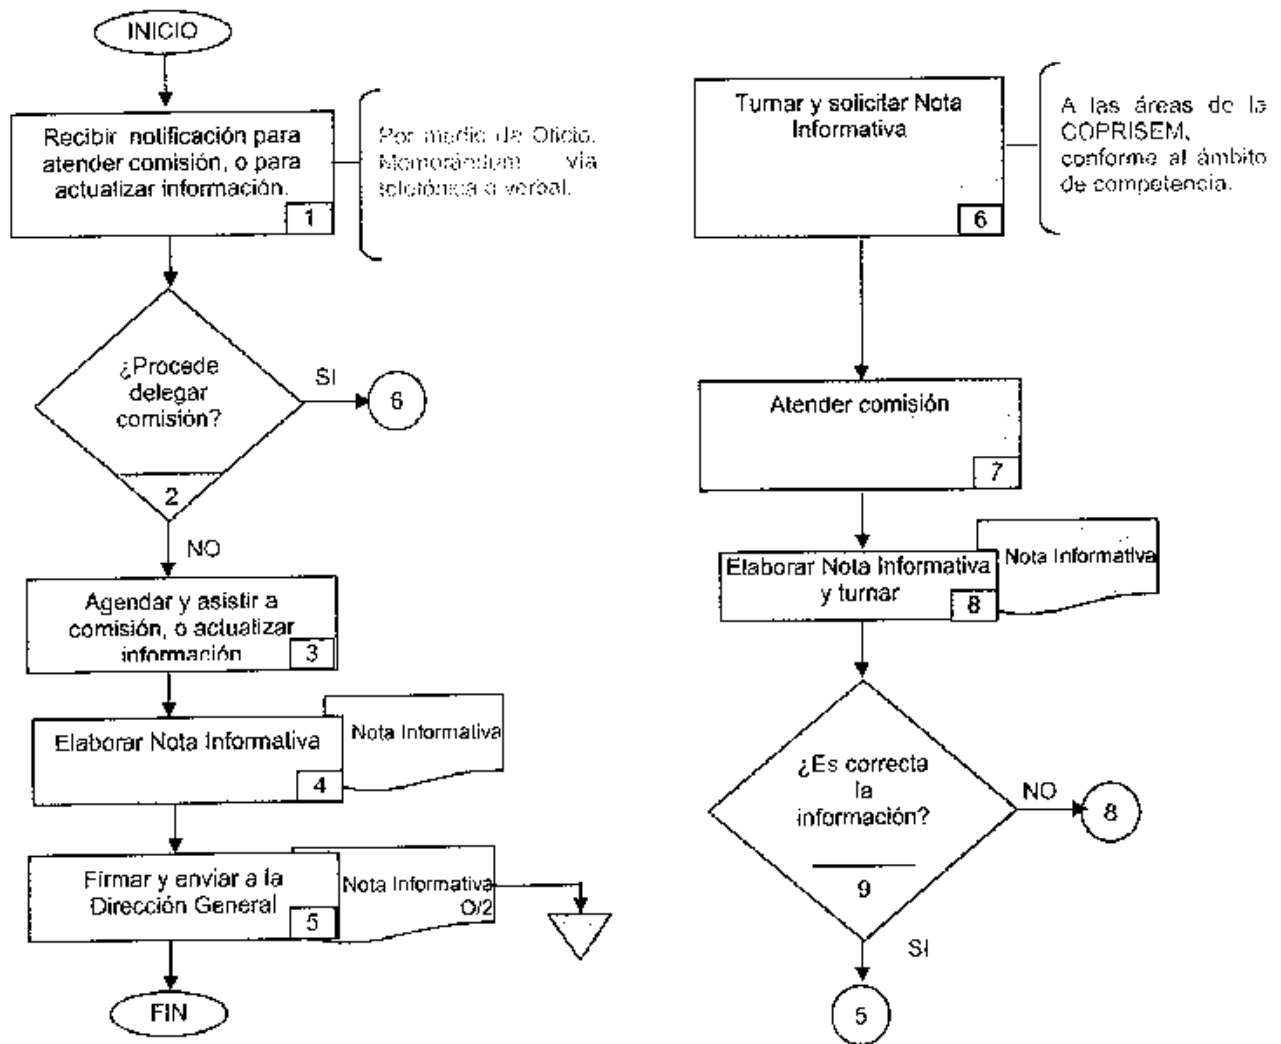 INICIO
Recibir notificación para
atender comisión, o para
actualizar información.
1
Por medio de Oficio,
Memorándum vía
telefónica o verbal.
¿Procede
delegar
comisión?
2
SI
6
NO
Agendar y asistir a
comisión, o actualizar
información
3
Elaborar Nota Informativa
4
Nota Informativa
Firmar y enviar a la
Dirección General
5
Nota Informativa
O/2
FIN
Turnar y solicitar Nota
Informativa
6
A las áreas de la
COPRISEM,
conforme al ámbito
de competencia.
Atender comisión
7
Elaborar Nota Informativa
y turnar
8
Nota Informativa
¿Es correcta
la
información?
9
NO
8
SI
5